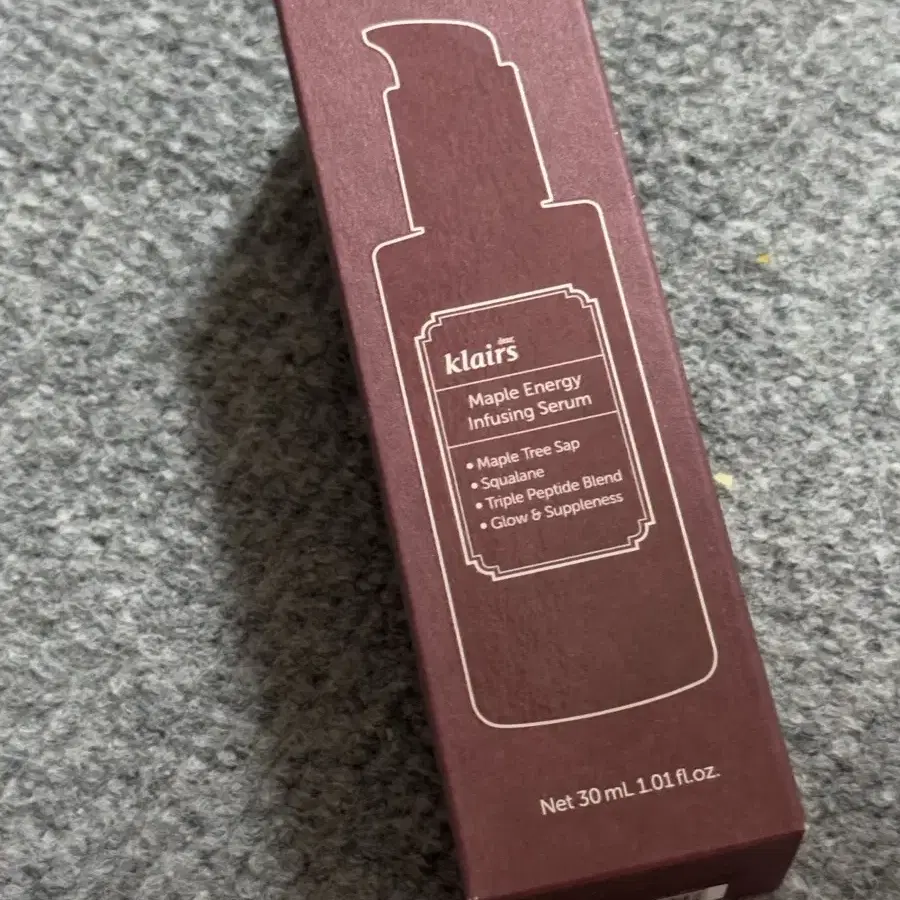 dear,
klairs
Maple Energy
Infusing Serum
• Maple Tree Sap
• Squalane
• Triple Peptide Blend
• Glow & Suppleness
Net 30 mL 1.01 fl.oz.